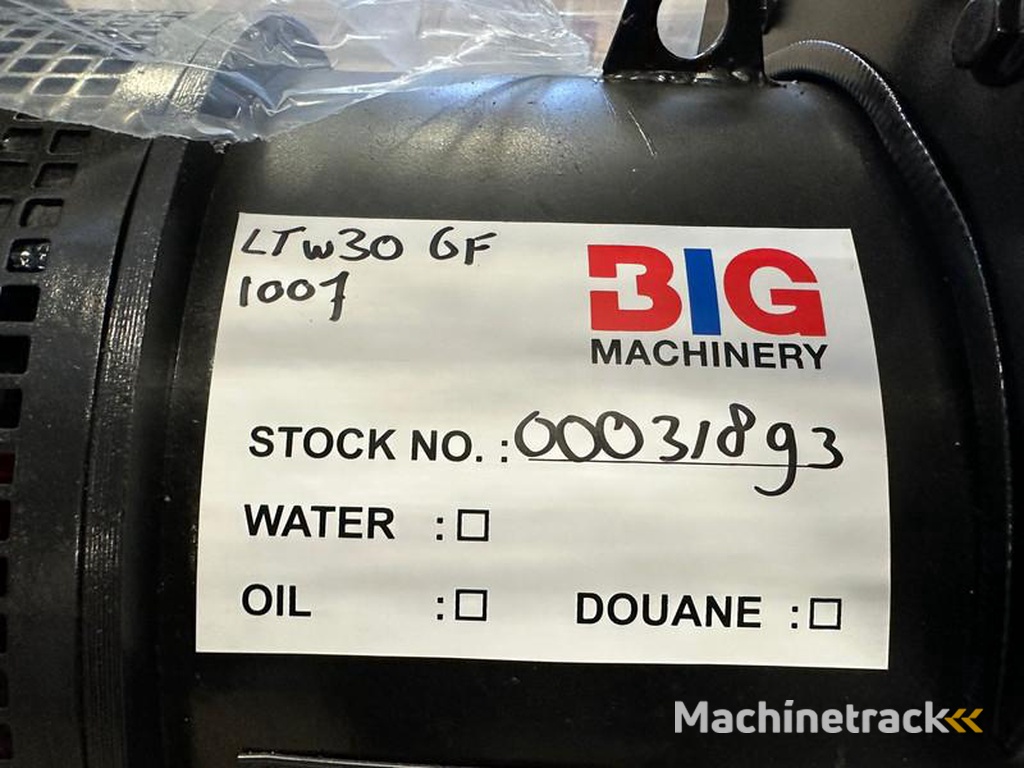 LTW30 GF
1007
BIG
MACHINERY
STOCK NO. : 00031893
WATER : ☐
OIL : ☐ DOUANE : ☐
Machinetrack